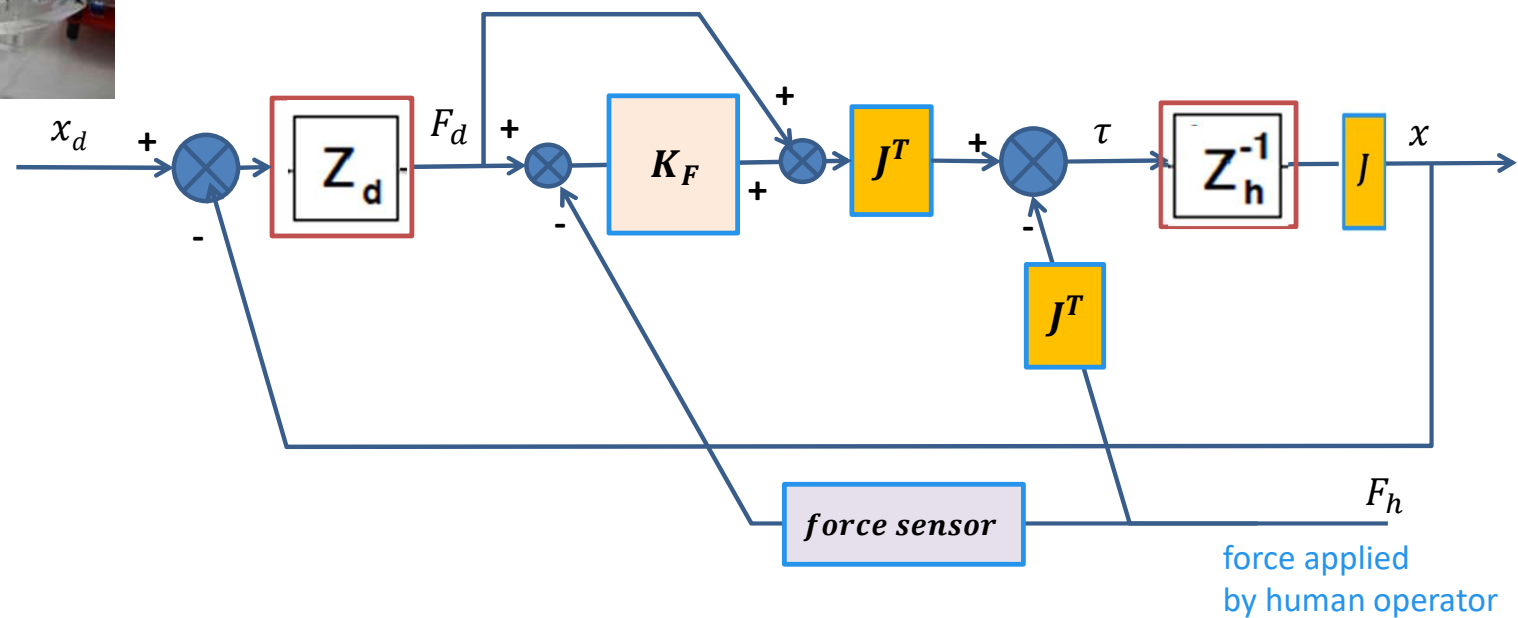 x_d
+
-
Z_d
F_d
+
-
K_F
+
+
J^T
+
-
τ
Z_h^-1
J
x
J^T
force sensor
F_h
force applied
by human operator